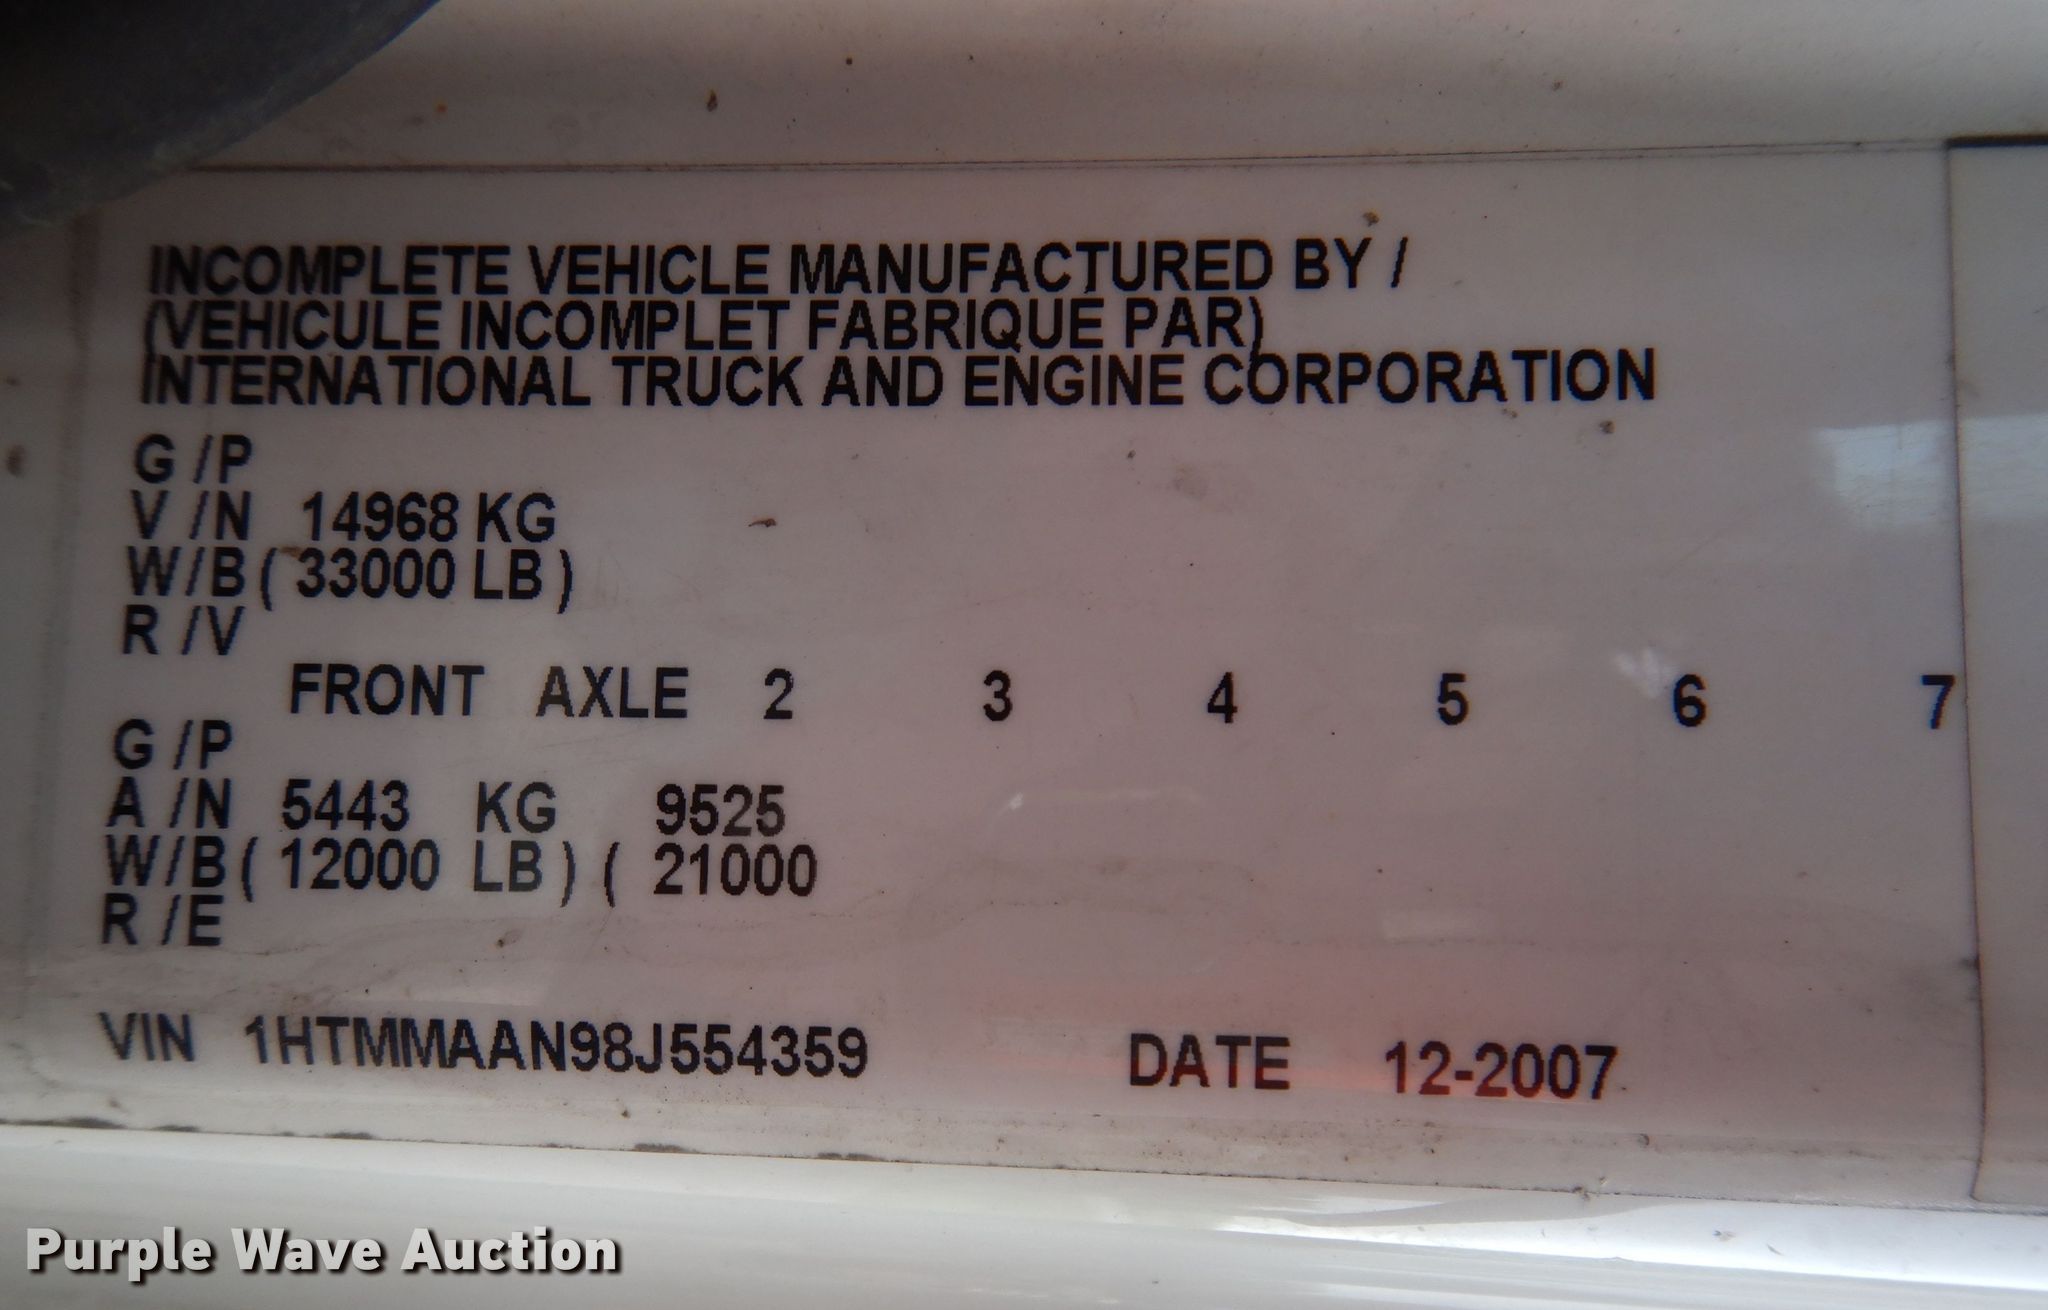 INCOMPLETE VEHICLE MANUFACTURED BY /
(VEHICULE INCOMPLET FABRIQUE PAR)
INTERNATIONAL TRUCK AND ENGINE CORPORATION
G /P
V /N 14968 KG
W/B ( 33000 LB )
R /V
FRONT AXLE 2 3 4 5 6 7
G /P
A /N 5443 KG 9525
W/B ( 12000 LB ) ( 21000
R /E
VIN 1HTMMAAN98J554359 DATE 12-2007
Purple Wave Auction